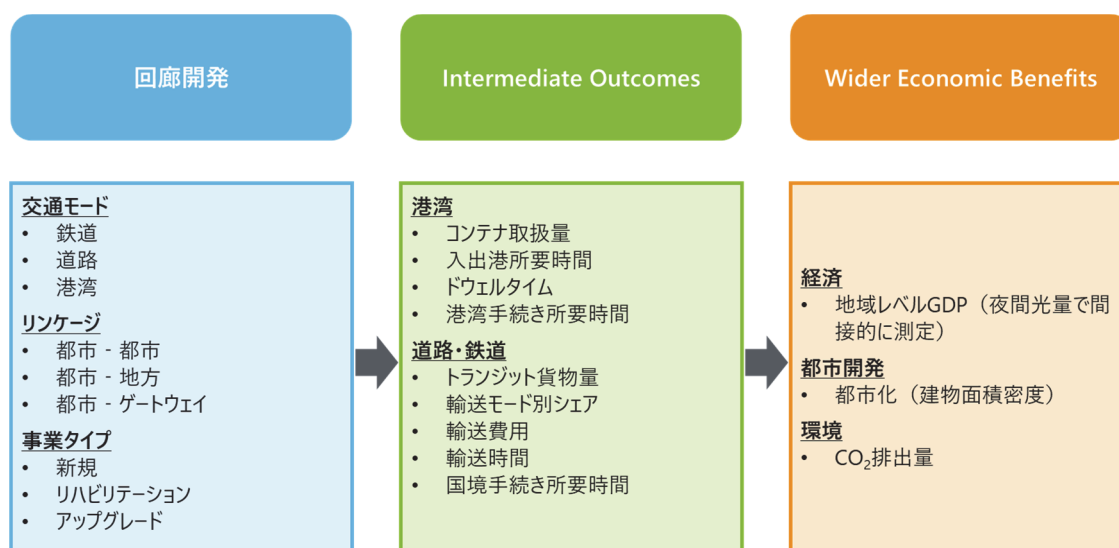 回廊開発
Intermediate Outcomes
Wider Economic Benefits
交通モード
• 鉄道
• 道路
• 港湾
リンケージ
• 都市 - 都市
• 都市 - 地方
• 都市 - ゲートウェイ
事業タイプ
• 新規
• リハビリテーション
• アップグレード
港湾
• コンテナ取扱量
• 入出港所要時間
• ドウェルタイム
• 港湾手続き所要時間
道路・鉄道
• トランジット貨物量
• 輸送モード別シェア
• 輸送費用
• 輸送時間
• 国境手続き所要時間
経済
• 地域レベルGDP（夜間光量で間
接的に測定）
都市開発
• 都市化（建物面積密度）
環境
• CO₂排出量